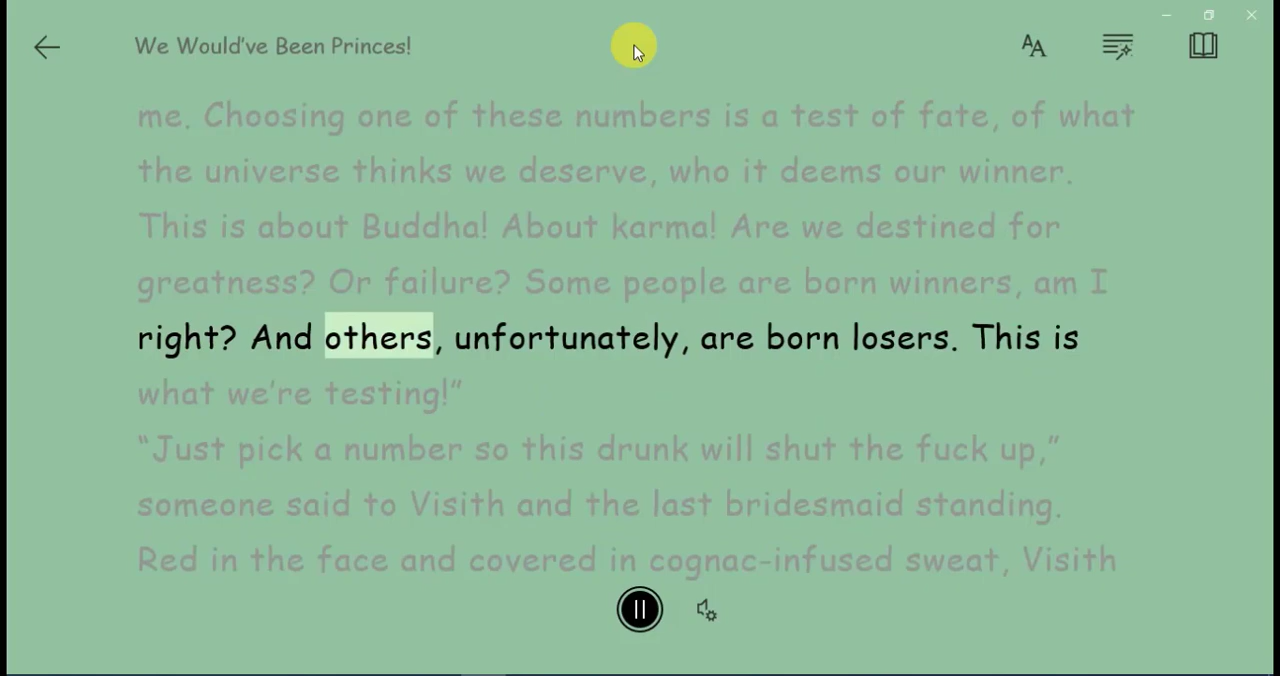 We Would've Been Princes!
me. Choosing one of these numbers is a test of fate, of what
the universe thinks we deserve, who it deems our winner.
This is about Buddha! About karma! Are we destined for
greatness? Or failure? Some people are born winners, am I
right? And others, unfortunately, are born losers. This is
what we're testing!”
“Just pick a number so this drunk will shut the fuck up,”
someone said to Visith and the last bridesmaid standing.
Red in the face and covered in cognac-infused sweat, Visith